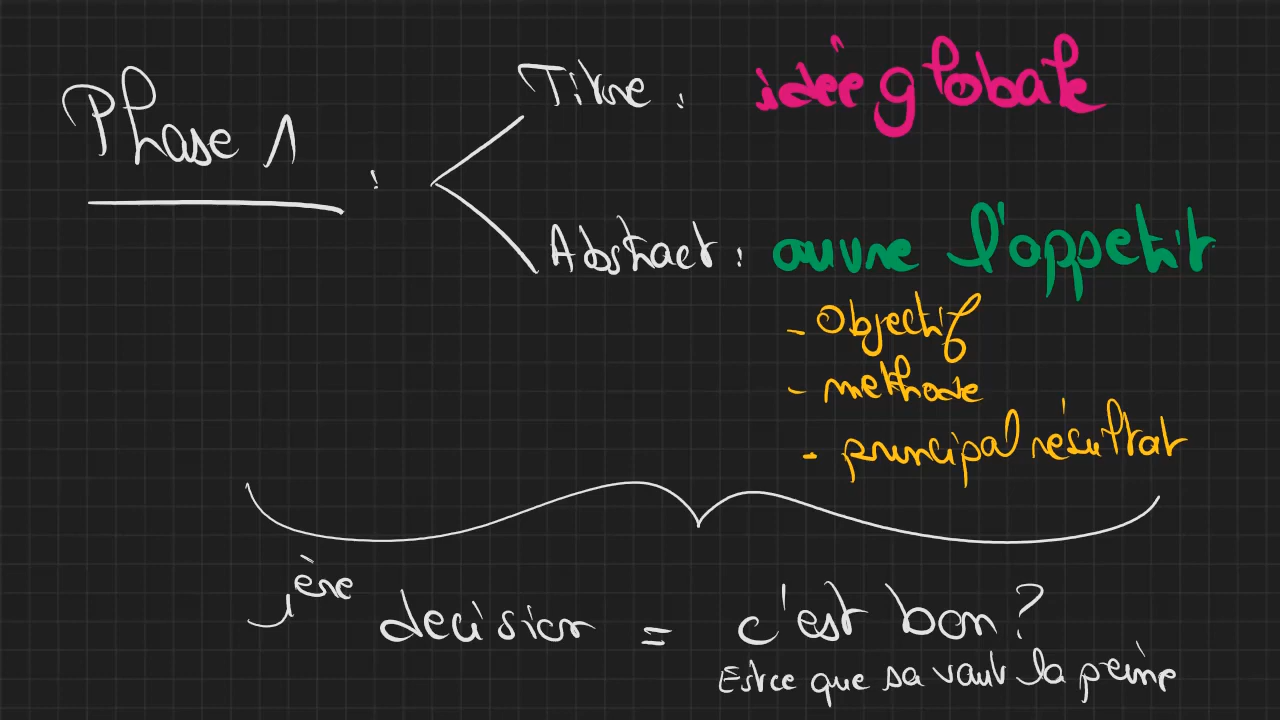 Titre : idée globale
Phase 1 :
Abstract : ouvre l'appetit
- Objectif
- methode
- principal résultat
1ère decision = c'est bon ?
Est ce que sa vaut la peine